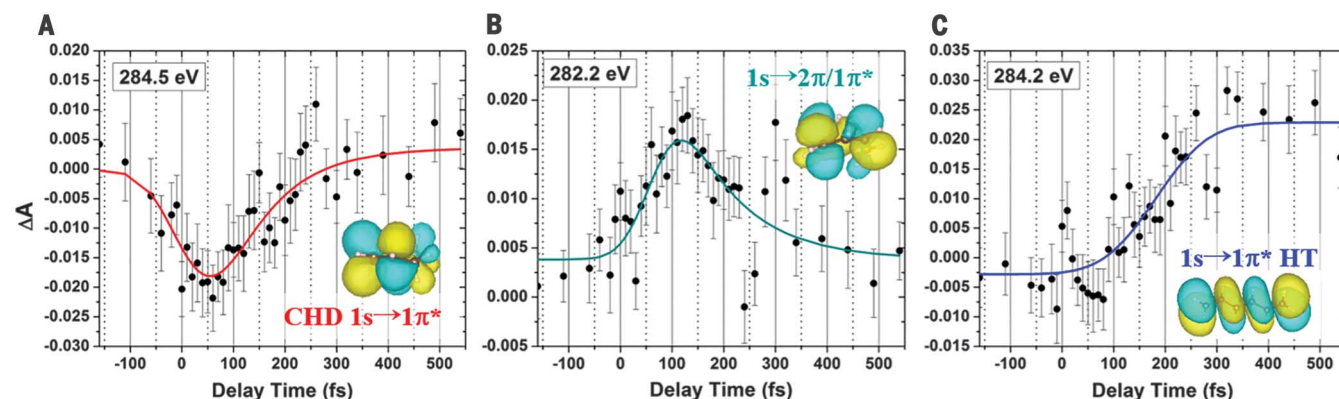 A
284.5 eV
0.020
0.015
0.010
0.005
0.000
-0.005
-0.010
-0.015
-0.020
-0.025
-0.030
ΔA
CHD 1s→1π*
-100 0 100 200 300 400 500
Delay Time (fs)
B
282.2 eV
1s→2π/1π*
0.025
0.020
0.015
0.010
0.005
0.000
-0.005
-100 0 100 200 300 400 500
Delay Time (fs)
C
284.2 eV
0.035
0.030
0.025
0.020
0.015
0.010
0.005
0.000
-0.005
-0.010
-0.015
1s→1π* HT
-100 0 100 200 300 400 500
Delay Time (fs)